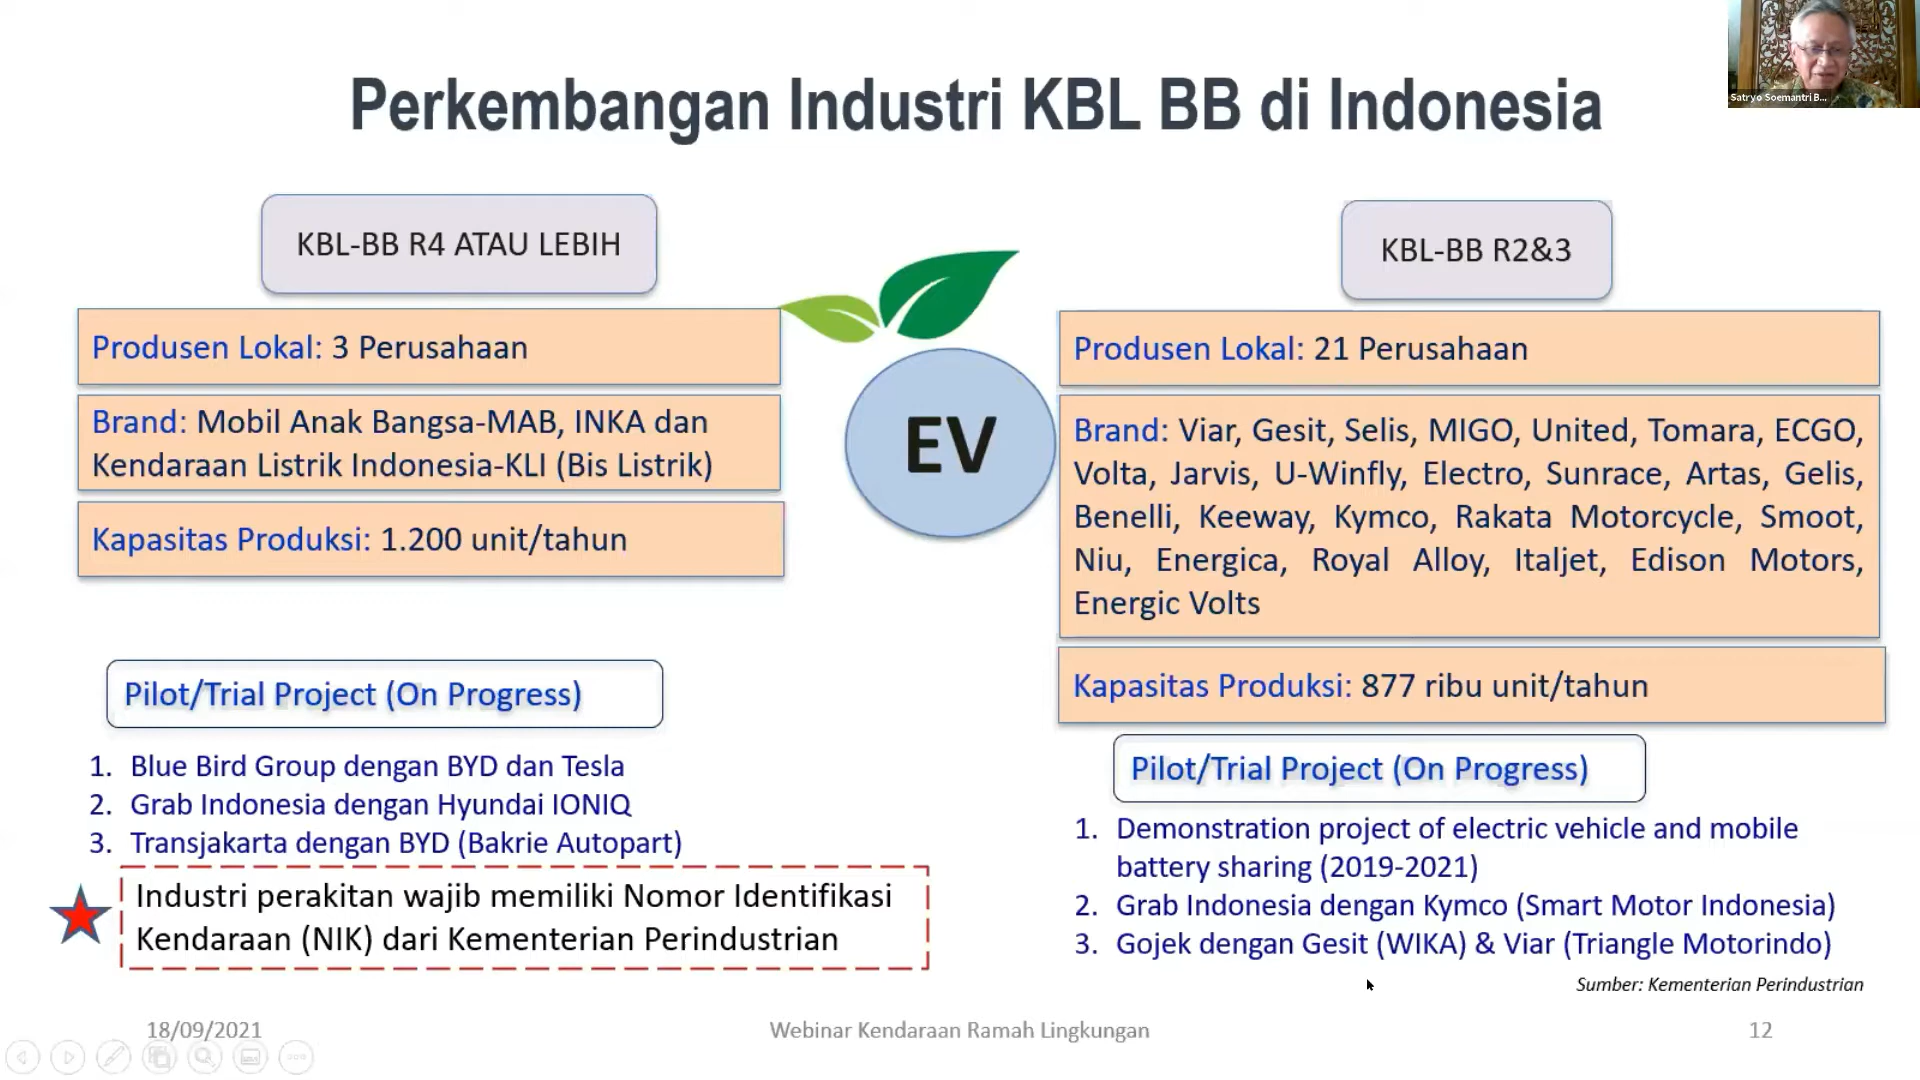 Perkembangan Industri KBL BB di Indonesia
Satryo Soemantri B...
KBL-BB R4 ATAU LEBIH
Produsen Lokal: 3 Perusahaan
Brand: Mobil Anak Bangsa-MAB, INKA dan
Kendaraan Listrik Indonesia-KLI (Bis Listrik)
Kapasitas Produksi: 1.200 unit/tahun
Pilot/Trial Project (On Progress)
1. Blue Bird Group dengan BYD dan Tesla
2. Grab Indonesia dengan Hyundai IONIQ
3. Transjakarta dengan BYD (Bakrie Autopart)
Industri perakitan wajib memiliki Nomor Identifikasi
Kendaraan (NIK) dari Kementerian Perindustrian
EV
KBL-BB R2&3
Produsen Lokal: 21 Perusahaan
Brand: Viar, Gesit, Selis, MIGO, United, Tomara, ECGO,
Volta, Jarvis, U-Winfly, Electro, Sunrace, Artas, Gelis,
Benelli, Keeway, Kymco, Rakata Motorcycle, Smoot,
Niu, Energica, Royal Alloy, Italjet, Edison Motors,
Energic Volts
Kapasitas Produksi: 877 ribu unit/tahun
Pilot/Trial Project (On Progress)
1. Demonstration project of electric vehicle and mobile
battery sharing (2019-2021)
2. Grab Indonesia dengan Kymco (Smart Motor Indonesia)
3. Gojek dengan Gesit (WIKA) & Viar (Triangle Motorindo)
Sumber: Kementerian Perindustrian
18/09/2021
Webinar Kendaraan Ramah Lingkungan
12